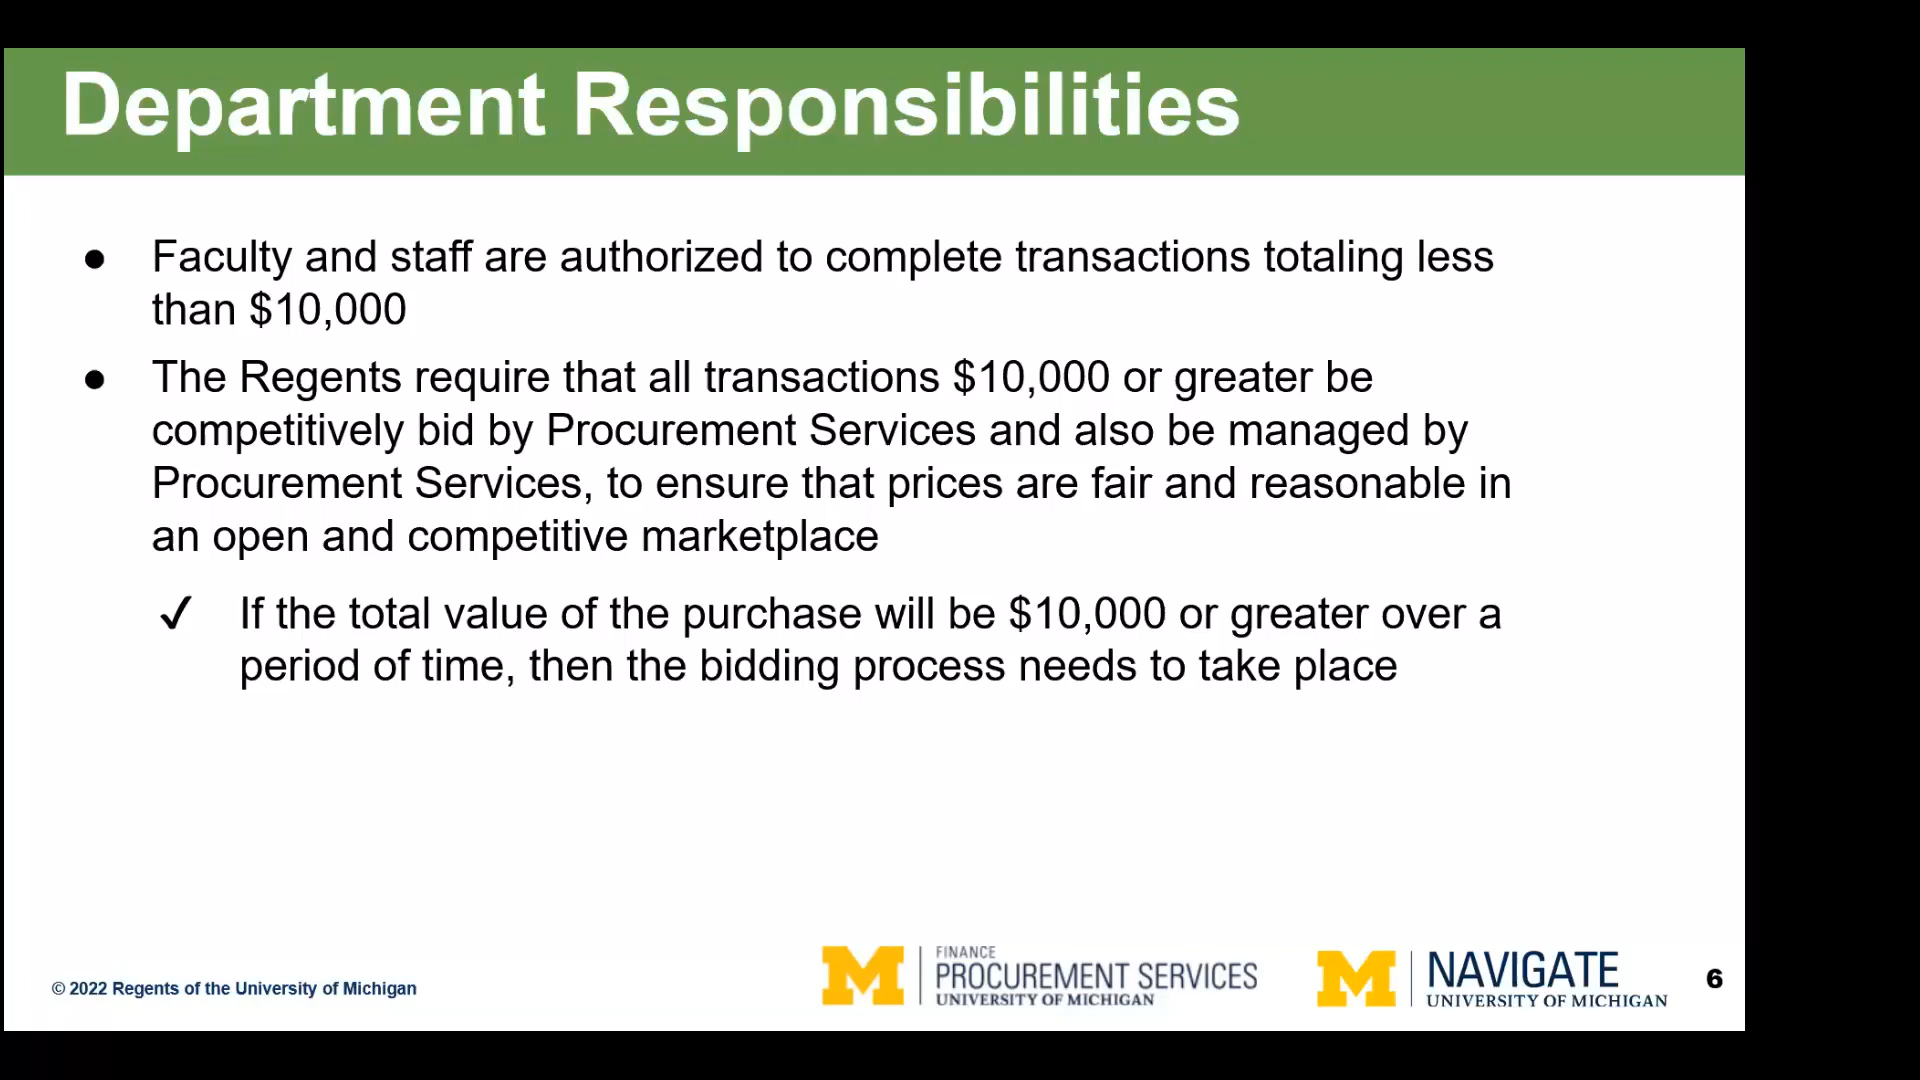 Department Responsibilities
● Faculty and staff are authorized to complete transactions totaling less
than $10,000
● The Regents require that all transactions $10,000 or greater be
competitively bid by Procurement Services and also be managed by
Procurement Services, to ensure that prices are fair and reasonable in
an open and competitive marketplace
✓ If the total value of the purchase will be $10,000 or greater over a
period of time, then the bidding process needs to take place
© 2022 Regents of the University of Michigan
M
FINANCE
PROCUREMENT SERVICES
UNIVERSITY OF MICHIGAN
M
NAVIGATE
UNIVERSITY OF MICHIGAN
6